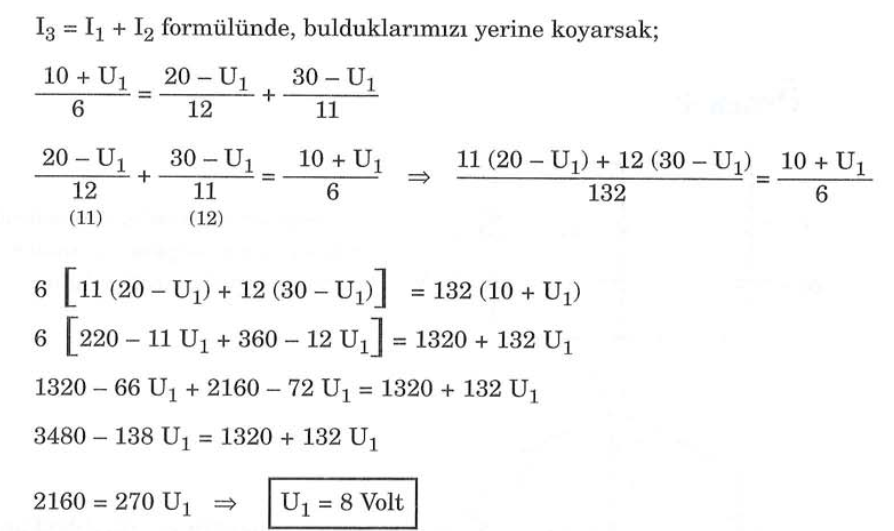 I₃ = I₁ + I₂ formülünde, bulduklarımızı yerine koyarsak;
(10 + U₁)/6 = (20 – U₁)/12 + (30 – U₁)/11
(20 – U₁)/12 + (30 – U₁)/11 = (10 + U₁)/6 ⇒ (11 (20 – U₁) + 12 (30 – U₁))/132 = (10 + U₁)/6
(11) (12)
6 [11 (20 – U₁) + 12 (30 – U₁)] = 132 (10 + U₁)
6 [220 – 11 U₁ + 360 – 12 U₁] = 1320 + 132 U₁
1320 – 66 U₁ + 2160 – 72 U₁ = 1320 + 132 U₁
3480 – 138 U₁ = 1320 + 132 U₁
2160 = 270 U₁ ⇒ U₁ = 8 Volt